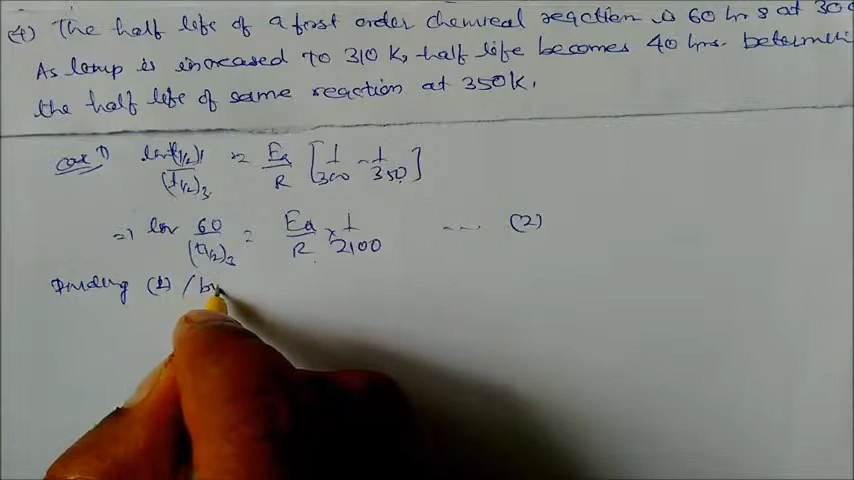 (4) The half life of a first order chemical reaction is 60 hrs at 300
As temp is increased to 310 K, half life becomes 40 hrs. Determine
the half life of same reaction at 350K.
case II ln (t1/2)1/(t1/2)3 = Ea/R [1/300 - 1/350]
=> ln 60/(t1/2)3 = Ea/R × 1/2100 ---- (2)
Dividing (1) / by